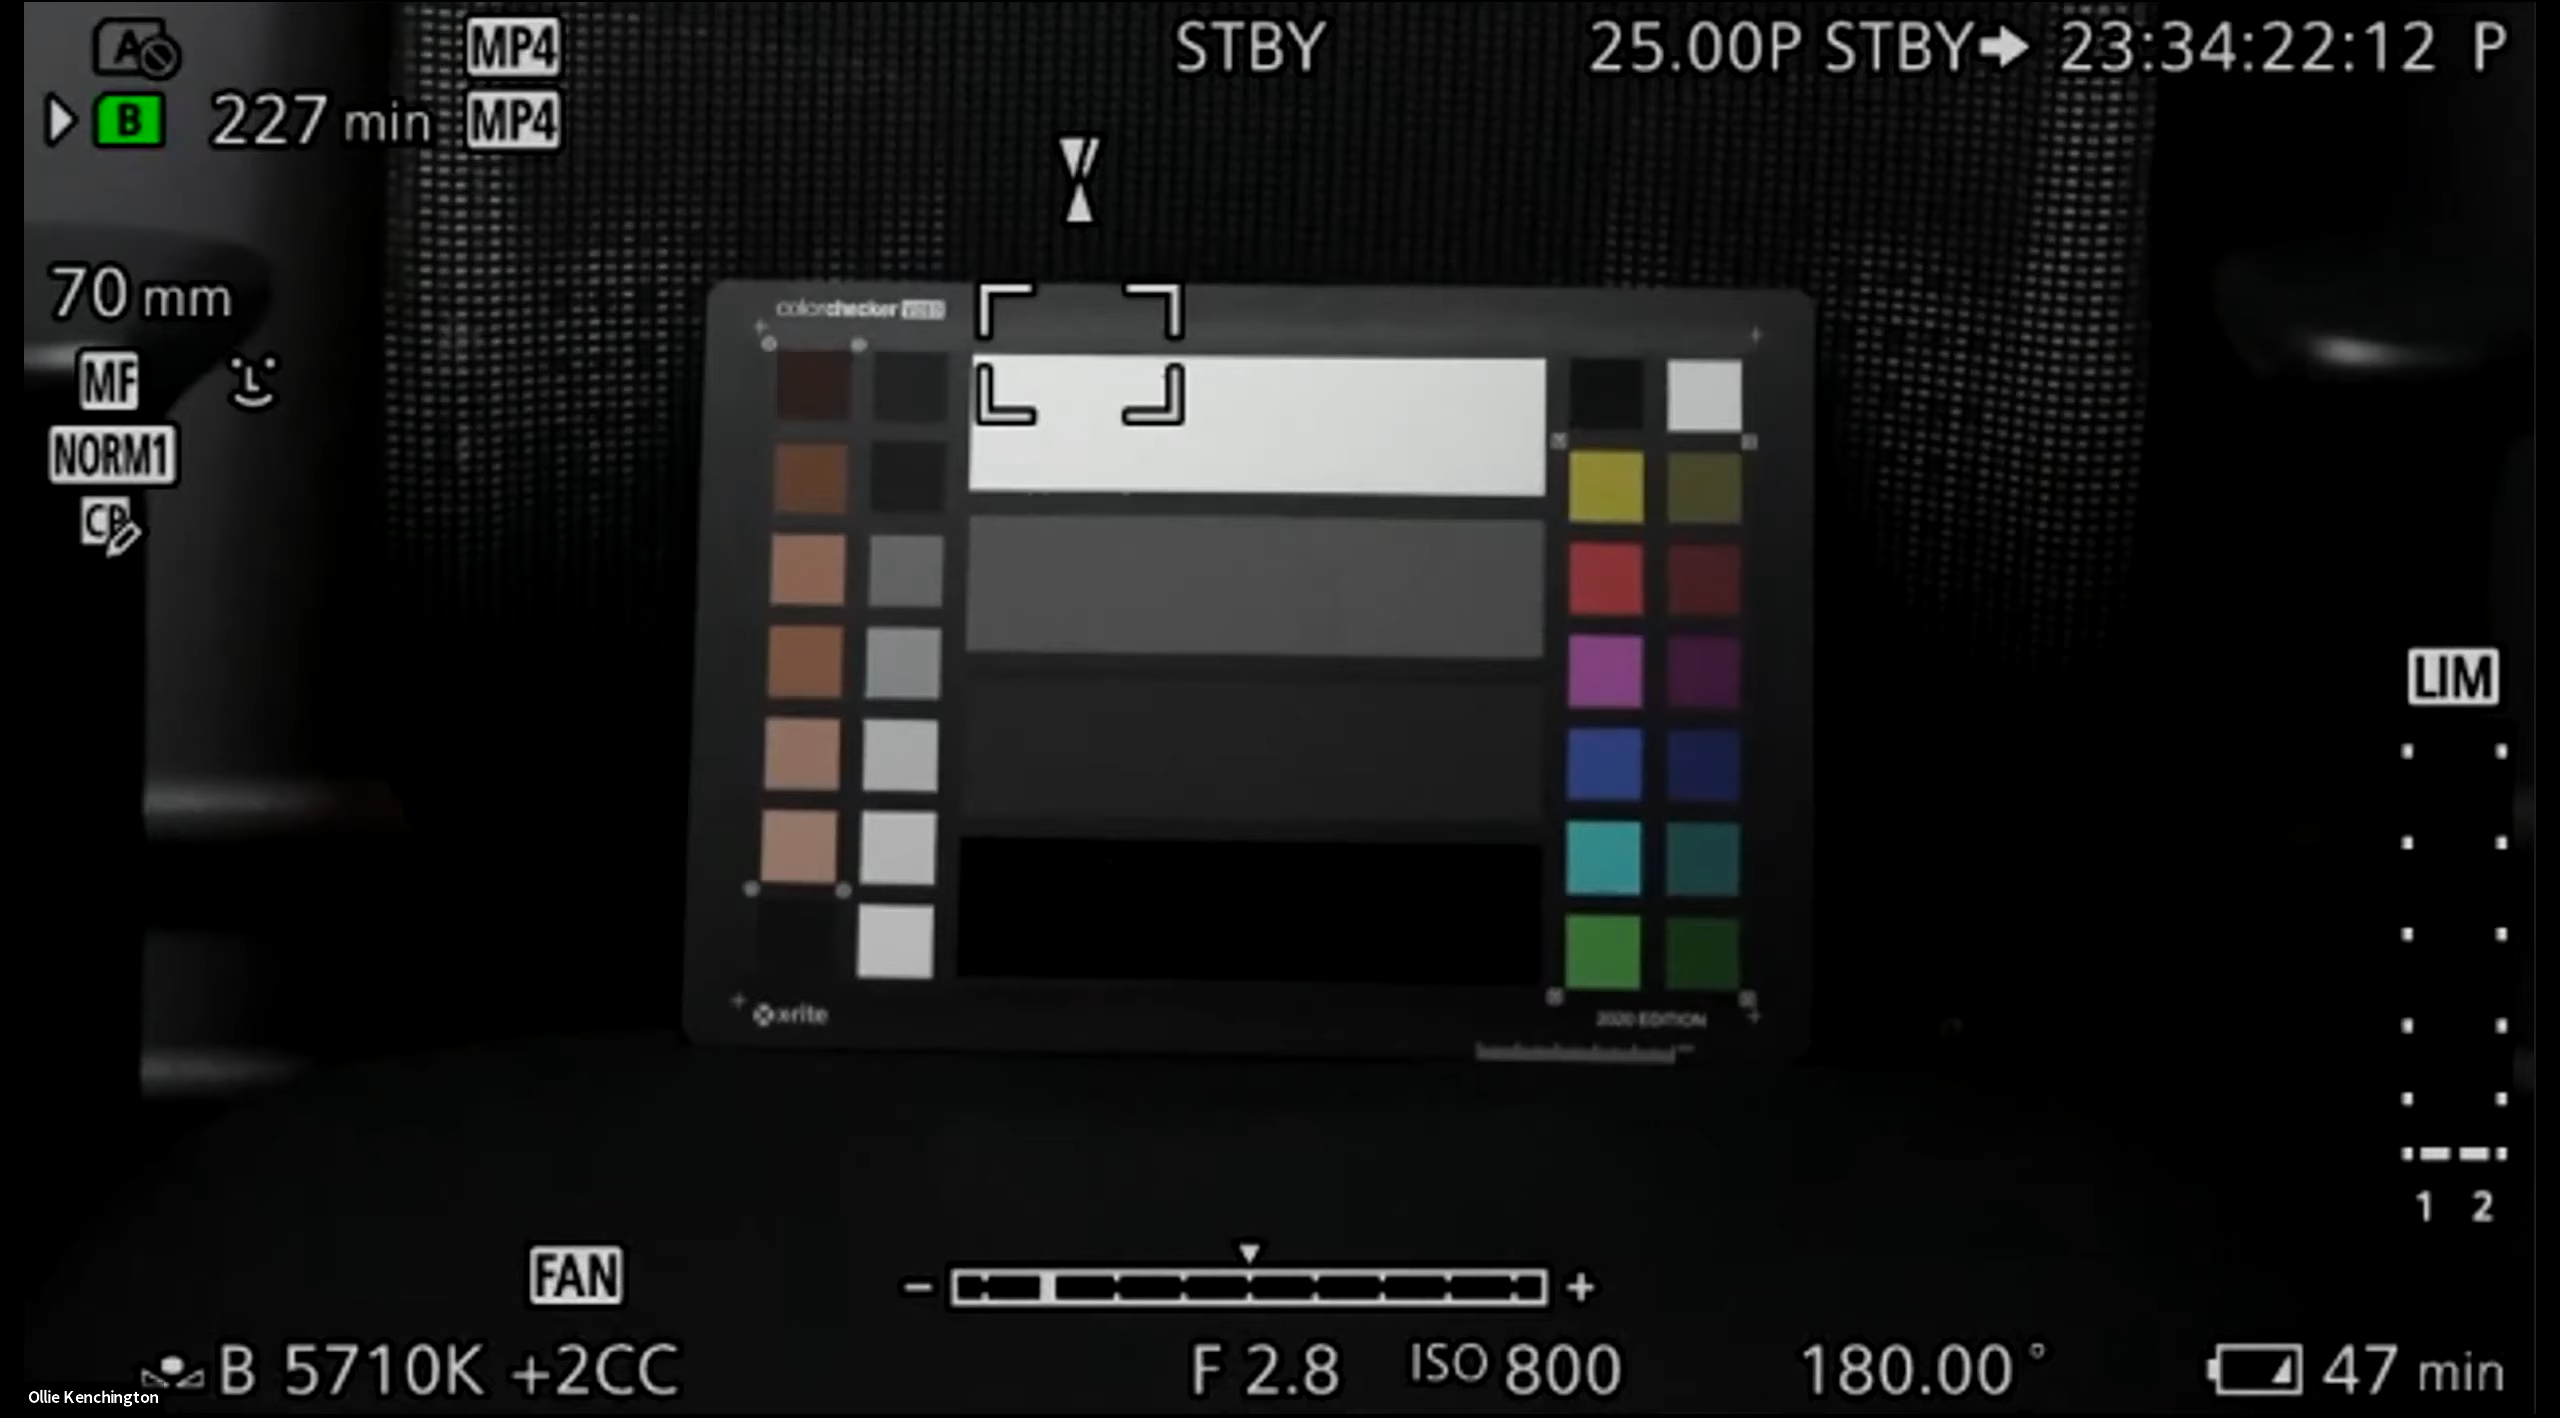 MP4 STBY 25.00P STBY 23:34:22:12 P
B 227 min MP4
70 mm
colorchecker VIDEO
MF
NORM1
CP
LIM
xrite
2020 EDITION
1 2
FAN
- +
B 5710K +2CC F 2.8 ISO 800 180.00° 47 min
Ollie Kenchington
A